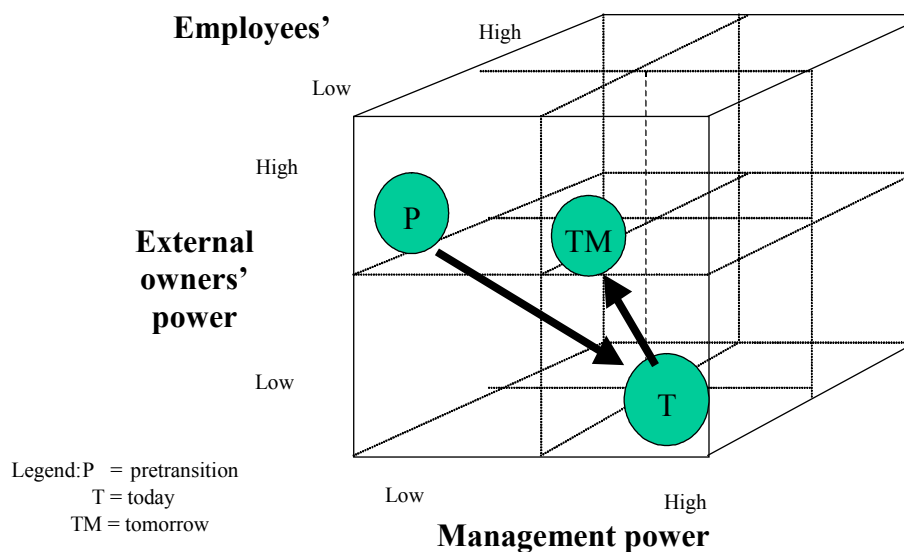 Employees’
High
Low
High
P
TM
External
owners’
power
Low
T
Legend:P = pretransition
T = today
TM = tomorrow
Low
High
Management power